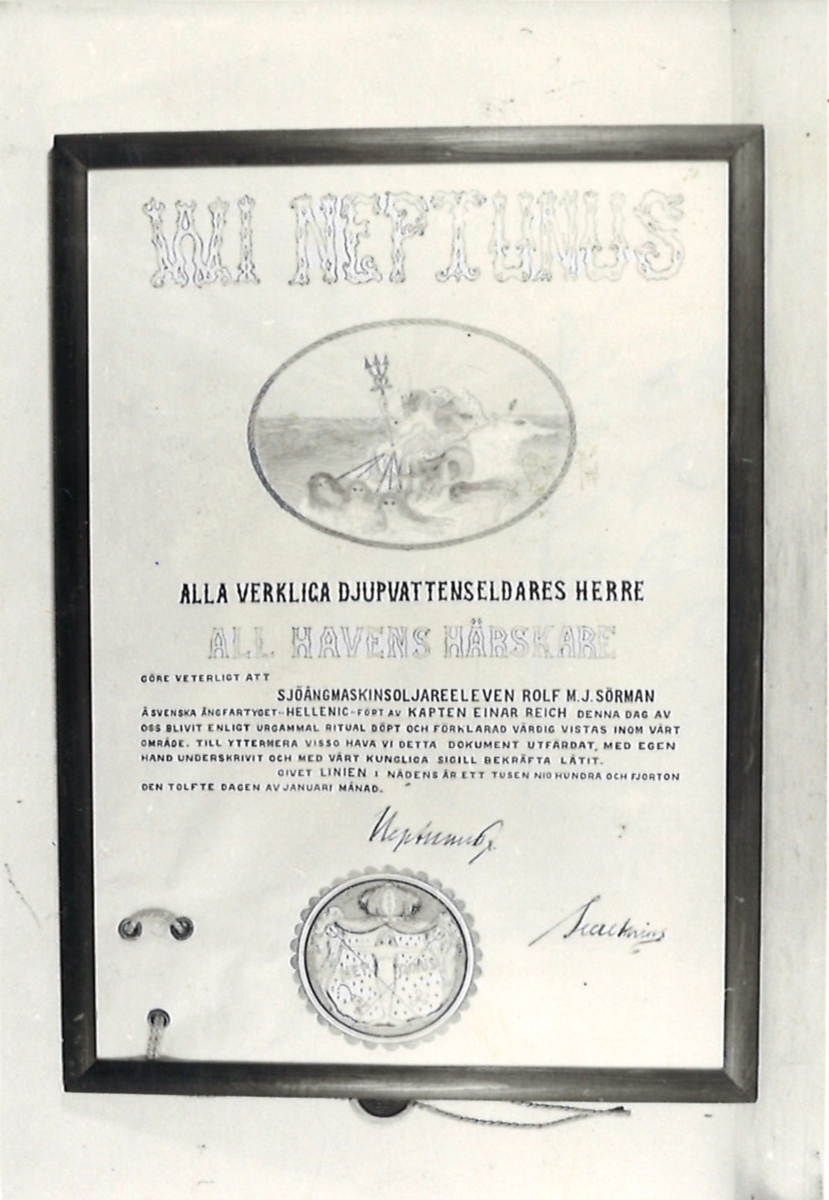 WI NEPTUNUS
ALLA VERKLIGA DJUPVATTENSELDARES HERRE
ALL HAVENS HÄRSKARE
GÖRE VETERLIGT ATT
SJÖÅNGMASKINSOLJAREELEVEN ROLF M.J. SÖRMAN
Å SVENSKA ÅNGFARTYGET-HELLENIC-FÖRT AV KAPTEN EINAR REICH DENNA DAG AV
OSS BLIVIT ENLIGT URGAMMAL RITUAL DÖPT OCH FÖRKLARAD VÄRDIG VISTAS INOM VÅRT
OMRÅDE. TILL YTTERMERA VISSO HAVA VI DETTA DOKUMENT UTFÄRDAT, MED EGEN
HAND UNDERSKRIVIT OCH MED VÅRT KUNGLIGA SIGILL BEKRÄFTA LÅTIT.
GIVET LINIEN I NÅDENS ÅR ETT TUSEN NIO HUNDRA OCH FJORTON
DEN TOLFTE DAGEN AV JANUARI MÅNAD.
Neptunus